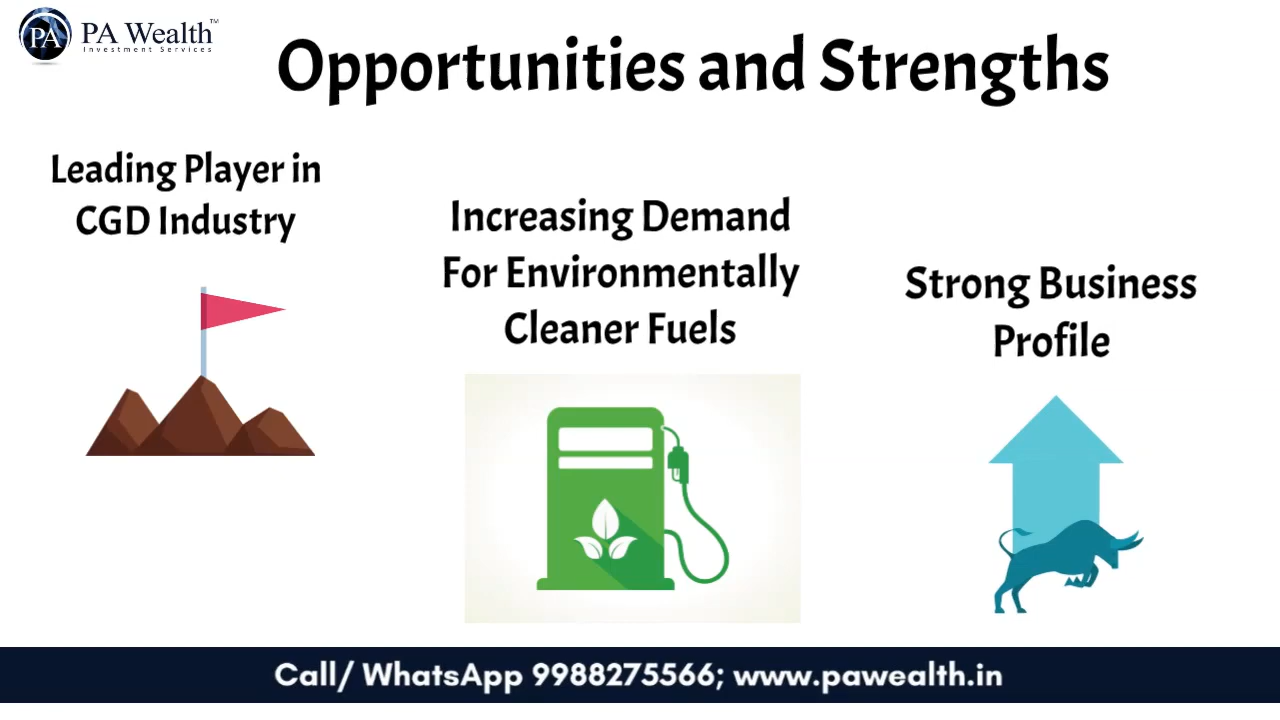 PA
PA Wealth™
Investment Services
Opportunities and Strengths
Leading Player in
CGD Industry
Increasing Demand
For Environmentally
Cleaner Fuels
Strong Business
Profile
Call/ WhatsApp 9988275566; www.pawealth.in